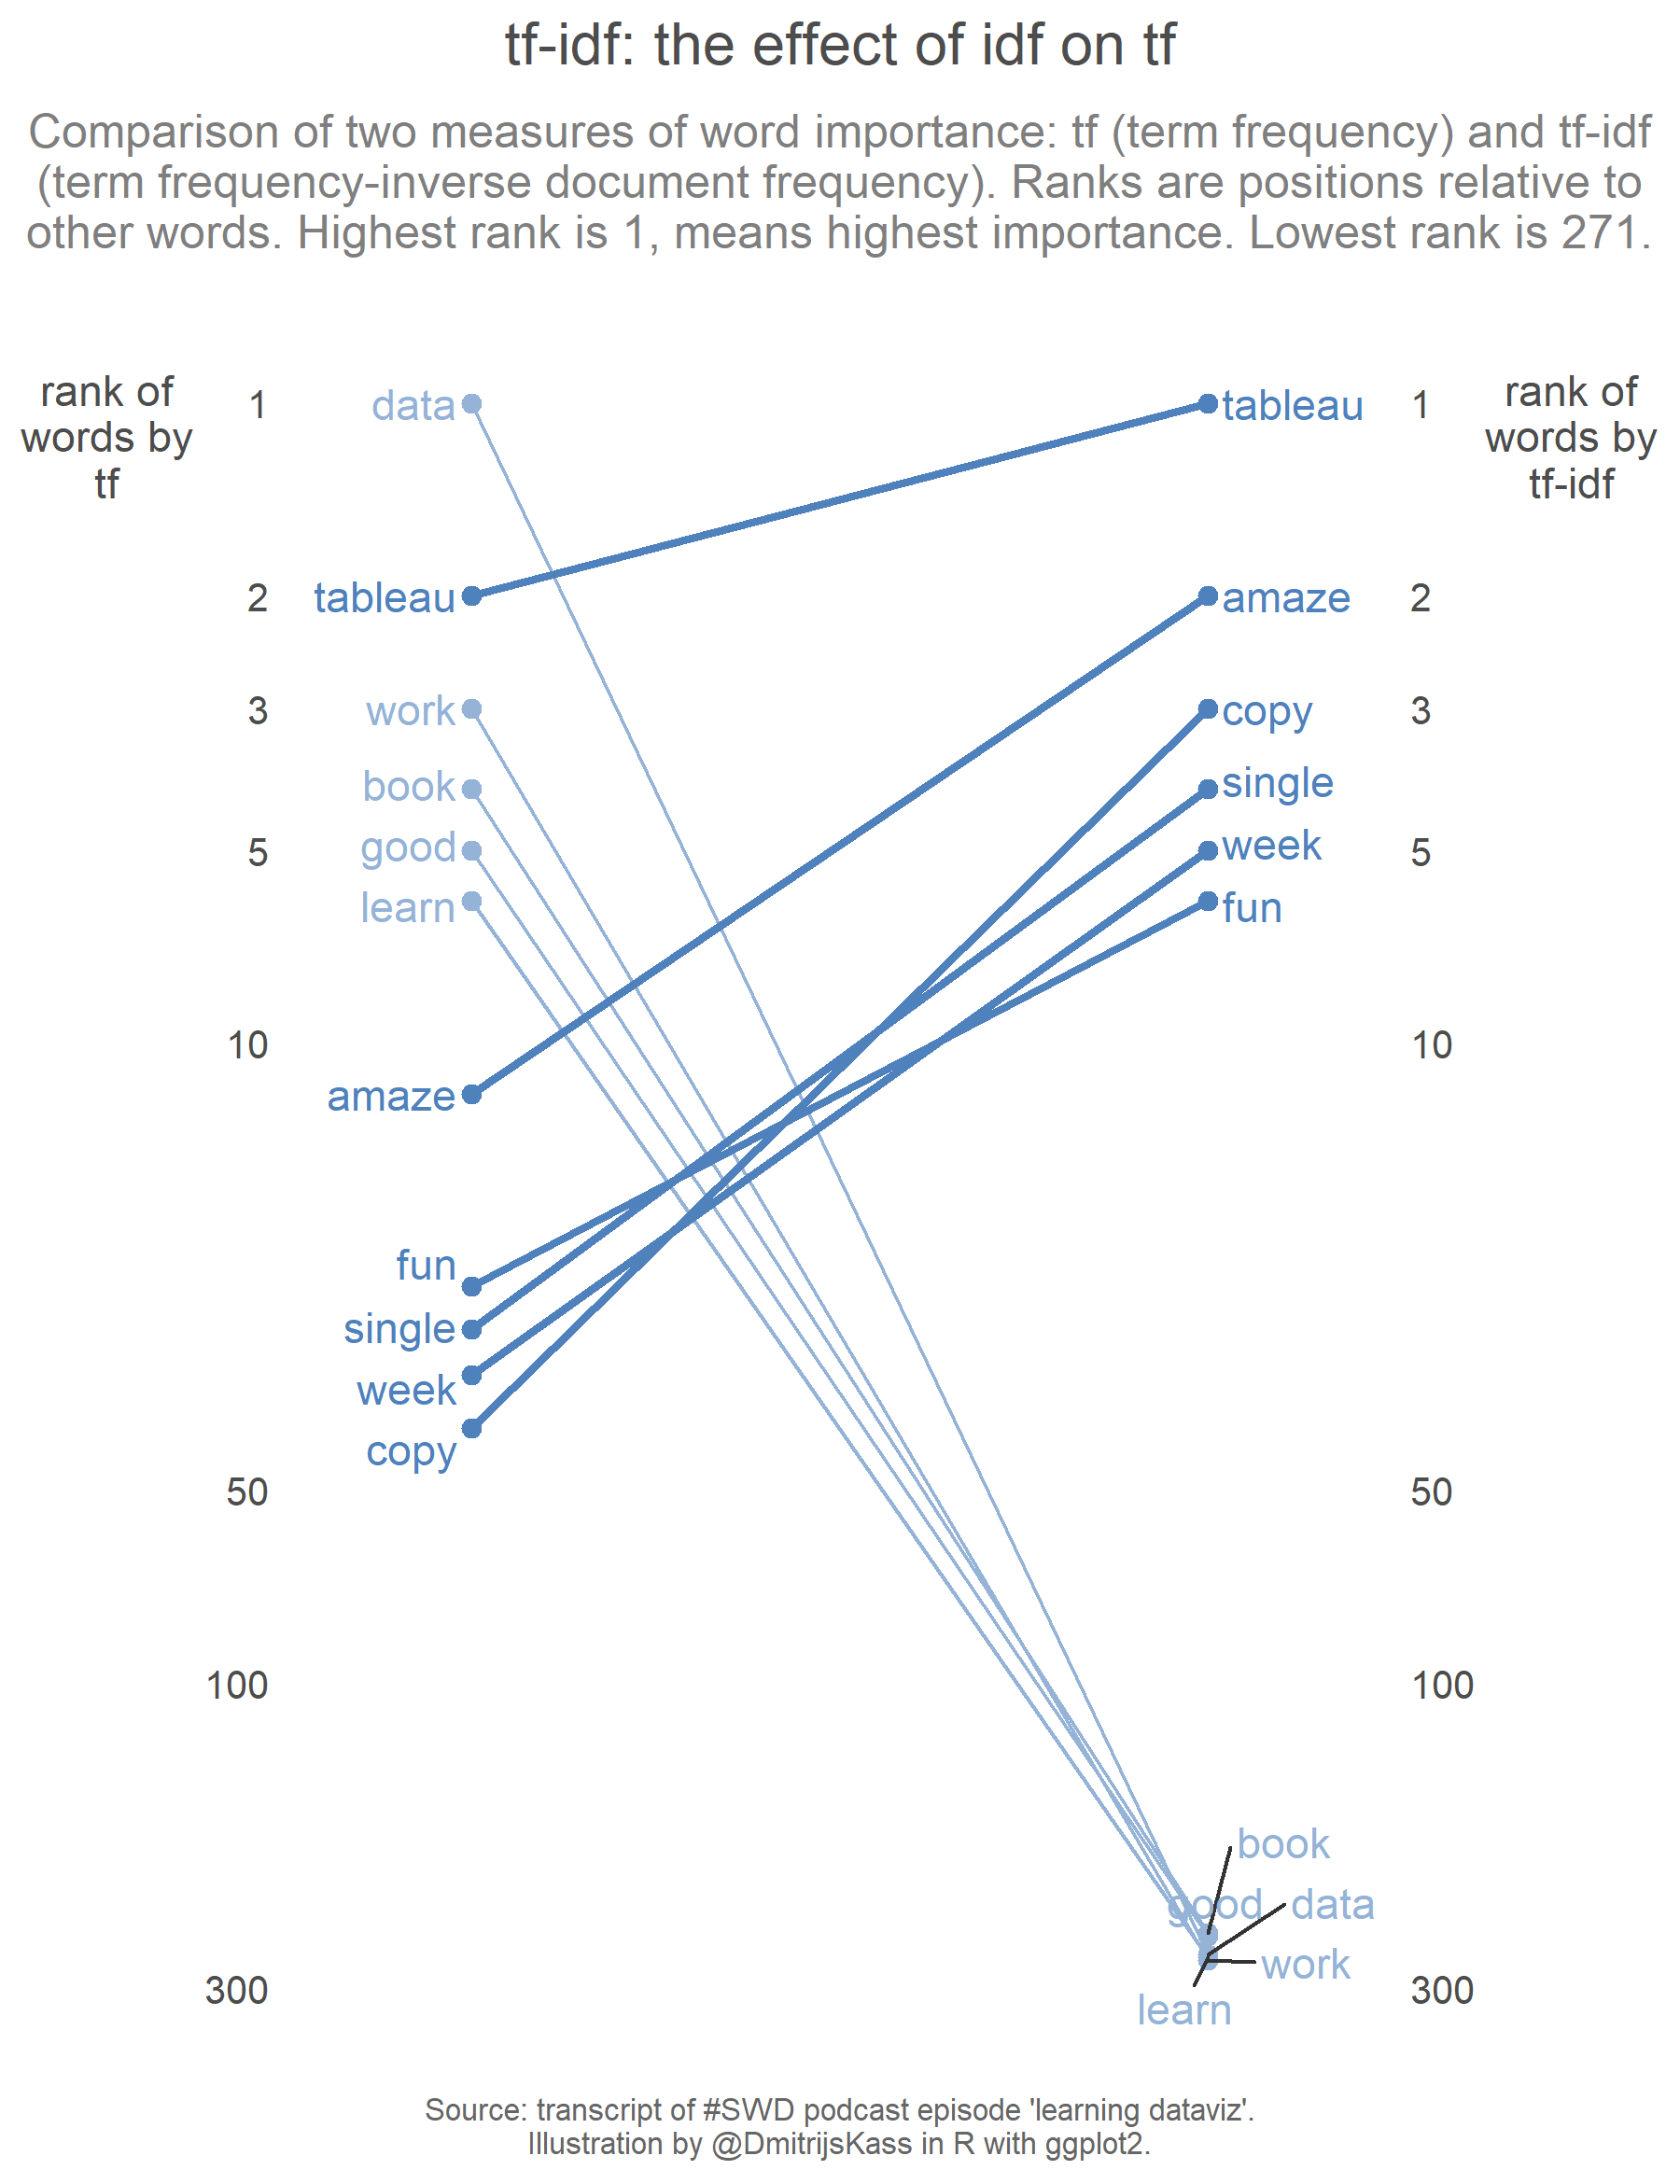 tf-idf: the effect of idf on tf
Comparison of two measures of word importance: tf (term frequency) and tf-idf
(term frequency-inverse document frequency). Ranks are positions relative to
other words. Highest rank is 1, means highest importance. Lowest rank is 271.
rank of
words by
tf
1
2
3
5
10
50
100
300
data
tableau
work
book
good
learn
amaze
fun
single
week
copy
tableau
amaze
copy
single
week
fun
book
good
data
work
learn
1
2
3
5
10
50
100
300
rank of
words by
tf-idf
Source: transcript of #SWD podcast episode 'learning dataviz'.
Illustration by @DmitrijsKass in R with ggplot2.